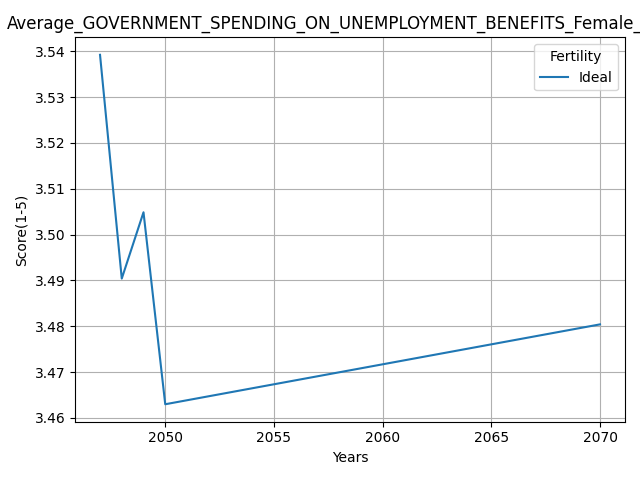 Average_GOVERNMENT_SPENDING_ON_UNEMPLOYMENT_BENEFITS_Female_
Fertility
Ideal
Score(1-5)
3.54
3.53
3.52
3.51
3.50
3.49
3.48
3.47
3.46
2050 2055 2060 2065 2070
Years